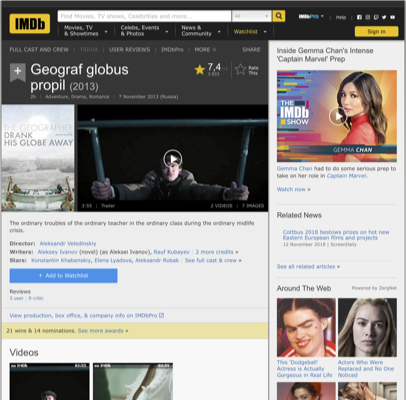 IMDb
Find Movies, TV shows, Celebrities and more...
All
IMDbPro
Help
Movies, TV
& Showtimes
Celebs, Events
& Photos
News &
Community
Watchlist
Sign in
FULL CAST AND CREW | TRIVIA | USER REVIEWS | IMDbPro | MORE
SHARE
Geograf globus
propil (2013)
7,4
Rate
This
2h | Adventure, Drama, Romance | 7 November 2013 (Russia)
THE GEOGRAPHER
DRANK
HIS GLOBE AWAY
3:55 | Trailer
2 VIDEOS | 7 IMAGES
The ordinary troubles of the ordinary teacher in the ordinary class during the ordinary midlife
crisis.
Director: Aleksandr Veledinskiy
Writers: Aleksey Ivanov (novel) (as Aleksei Ivanov), Rauf Kubayev | 2 more credits »
Stars: Konstantin Khabenskiy, Elena Lyadova, Aleksandr Robak | See full cast & crew »
+ Add to Watchlist
Reviews
3 user | 9 critic
View production, box office, & company info on IMDbPro
21 wins & 14 nominations. See more awards »
Videos
Inside Gemma Chan's Intense
'Captain Marvel' Prep
THE
IMDb
SHOW
GEMMA CHAN
Gemma Chan had to do some serious prep to
take on her role in Captain Marvel.
Watch now »
Related News
Cottbus 2018 bestows prizes on hot new
Eastern European films and projects
12 November 2018 | ScreenDaily
See all related articles »
Around The Web
Powered by ZergNet
This 'Dodgeball'
Actress is Actually
Gorgeous in Real Life
Actors Who Were
Replaced and No One
Noticed